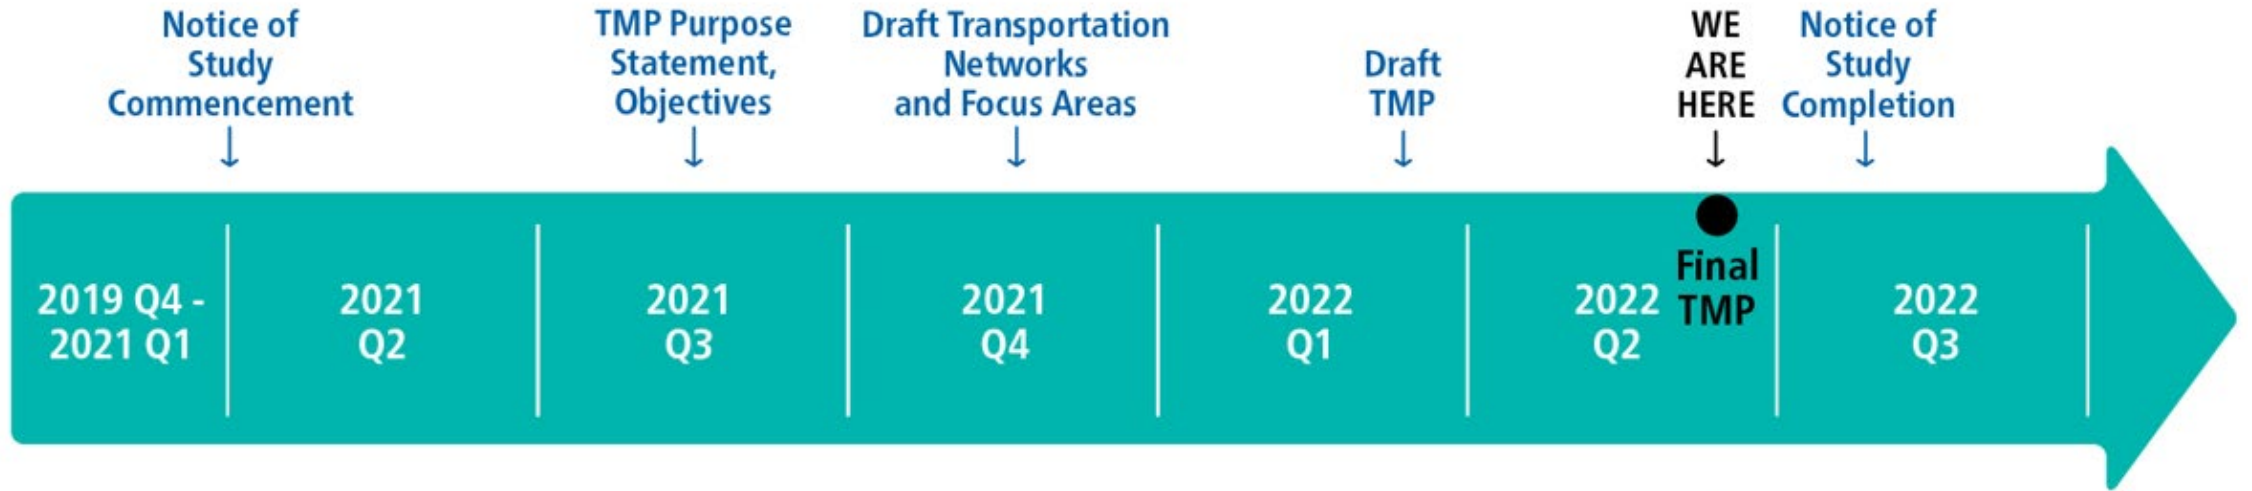 Notice of
Study
Commencement
TMP Purpose
Statement,
Objectives
Draft Transportation
Networks
and Focus Areas
Draft
TMP
WE
ARE
HERE
Notice of
Study
Completion
2019 Q4 -
2021 Q1
2021
Q2
2021
Q3
2021
Q4
2022
Q1
2022
Q2
Final
TMP
2022
Q3